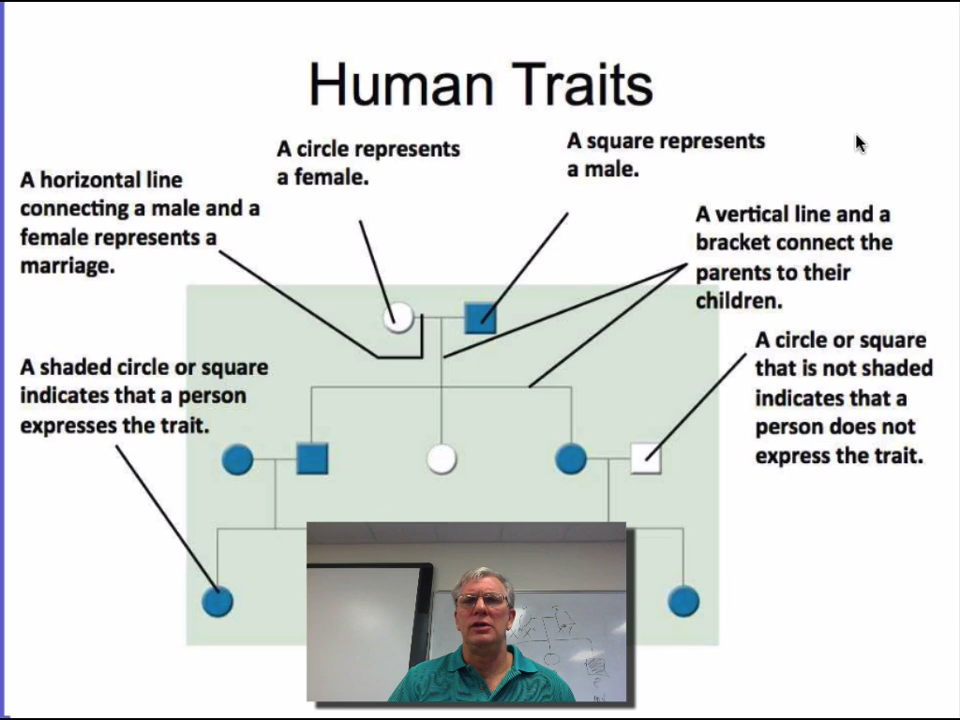 Human Traits
A circle represents
a female.
A square represents
a male.
A horizontal line
connecting a male and a
female represents a
marriage.
A vertical line and a
bracket connect the
parents to their
children.
A shaded circle or square
indicates that a person
expresses the trait.
A circle or square
that is not shaded
indicates that a
person does not
express the trait.